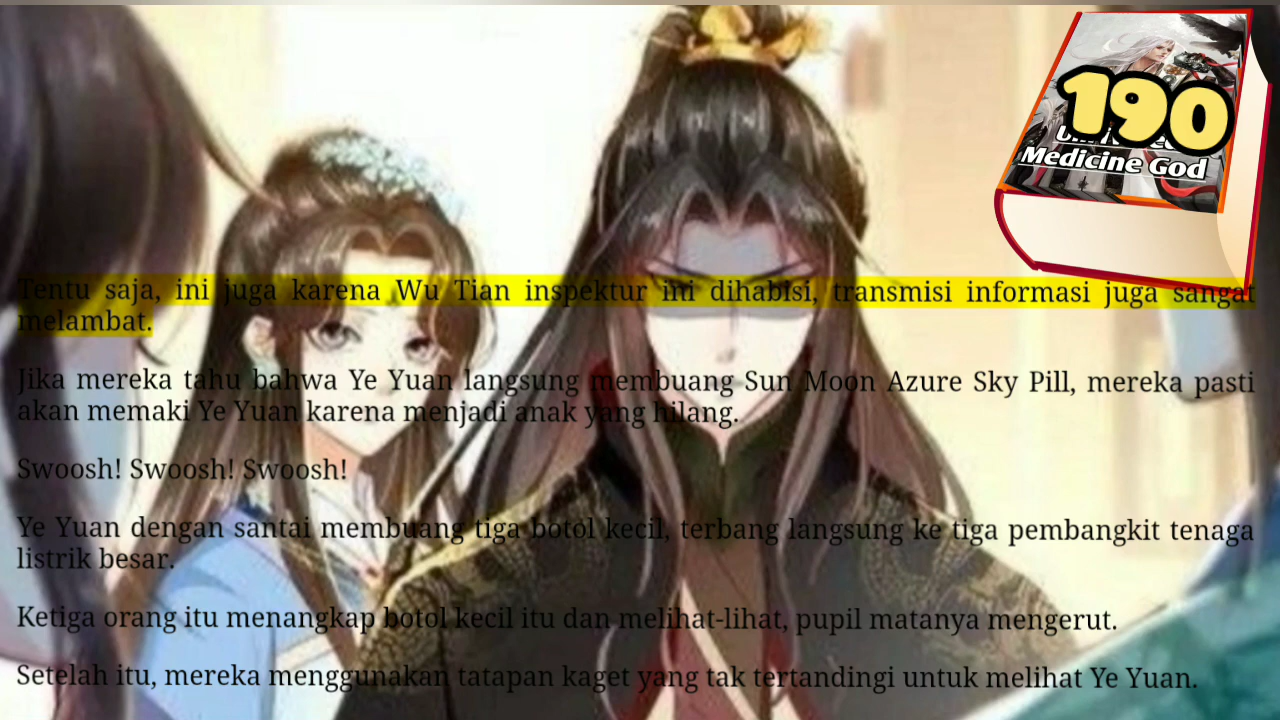 190
Medicine God
Tentu saja, ini juga karena Wu Tian inspektur ini dihabisi, transmisi informasi juga sangat
melambat.
Jika mereka tahu bahwa Ye Yuan langsung membuang Sun Moon Azure Sky Pill, mereka pasti
akan memaki Ye Yuan karena menjadi anak yang hilang.
Swoosh! Swoosh! Swoosh!
Ye Yuan dengan santai membuang tiga botol kecil, terbang langsung ke tiga pembangkit tenaga
listrik besar.
Ketiga orang itu menangkap botol kecil itu dan melihat-lihat, pupil matanya mengerut.
Setelah itu, mereka menggunakan tatapan kaget yang tak tertandingi untuk melihat Ye Yuan.